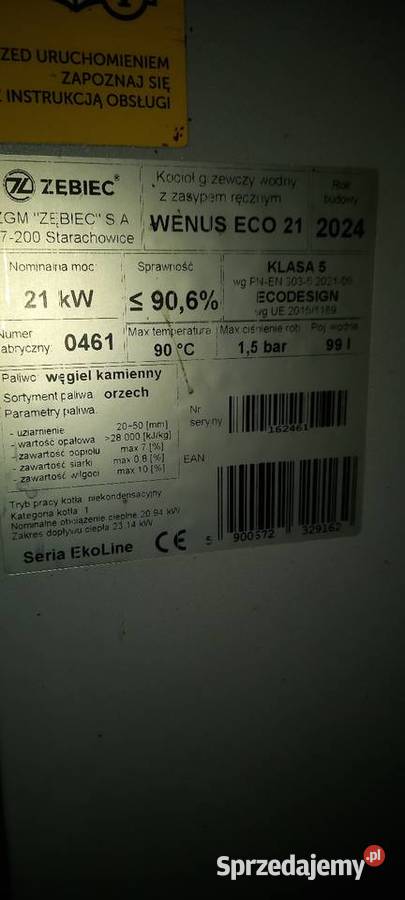 ZED URUCHOMIENIEM
ZAPOZNAJ SIĘ
Z INSTRUKCJĄ OBSŁUGI
ZĘBIEC®
ZGM "ZĘBIEC" S.A
7-200 Starachowice
Kocioł grzewczy wodny
z zasypem ręcznym
WENUS ECO 21
Rok
budowy
2024
Nominalna moc
21 kW
Sprawność
≤ 90,6%
KLASA 5
wg PN-EN 303-5 2021-09
ECODESIGN
wg UE 2015/1189
Numer
abryczny:
0461
Max temperatura
90 °C
Max ciśnienie rob.
1,5 bar
Poj wodna
99 l
Paliwo: węgiel kamienny
Sortyment paliwa: orzech
Parametry paliwa:
- uziarnienie 20-50 [mm]
- wartość opałowa >28 000 [kJ/kg]
- zawartość popiołu max 7 [%]
- zawartość siarki max 0,8 [%]
- zawartość wilgoci max 10 [%]
Nr
seryjny
162461
EAN
5 900572 329162
Tryb pracy kotła niekondensacyjny
Kategoria kotła 1
Nominalne obciążenie cieplne 20.94 kW
Zakres dopływu ciepła 23.14 kW
Seria EkoLine
CE
Sprzedajemy.pl